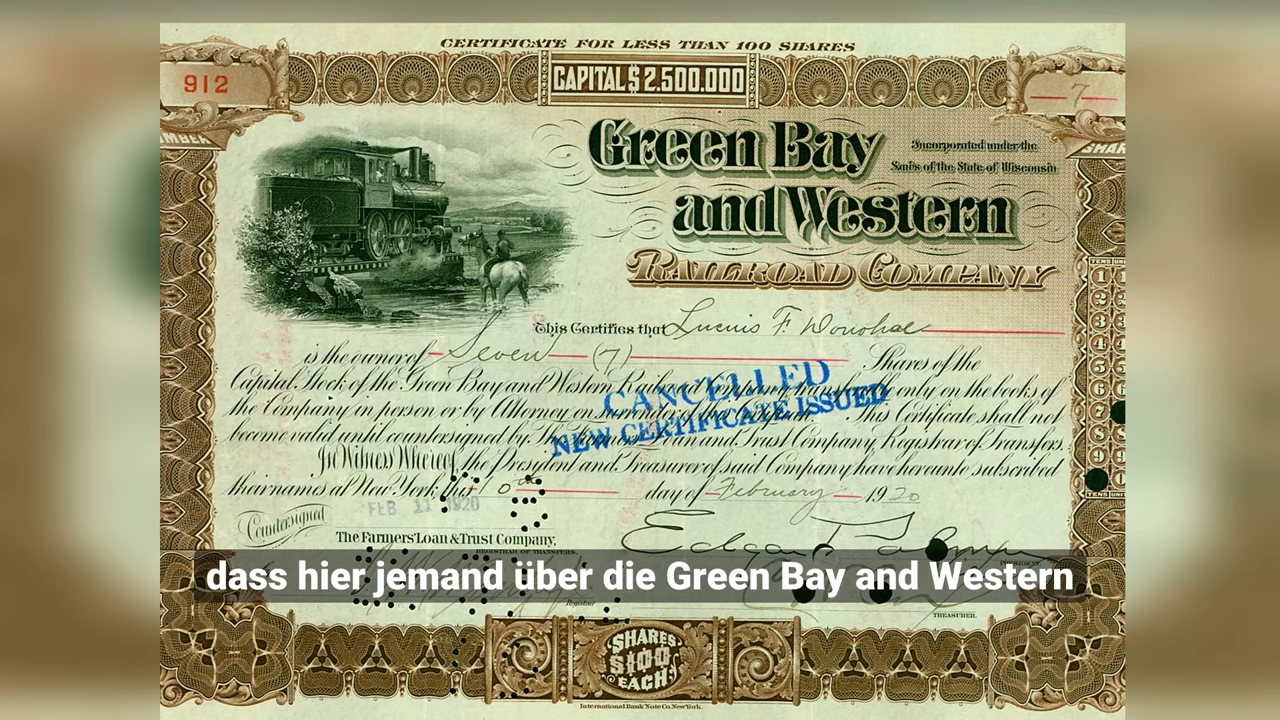 CERTIFICATE FOR LESS THAN 100 SHARES
912
CAPITAL $2.500.000
7
MBER
SHAR
Green Bay
Incorporated under the
Laws of the State of Wisconsin
and Western
RAILROAD COMPANY
This Certifies that Lucius F. Donohoe
is the owner of Seven (7) Shares of the
Capital Stock of the Green Bay and Western Railroad Company transferable only on the books of
the Company in person or by Attorney on surrender of this Certificate. This Certificate shall not
become valid until countersigned by The Farmers' Loan and Trust Company, Registrar of Transfers.
CANCELLED
NEW CERTIFICATE ISSUED
In Witness Whereof, the President and Treasurer of said Company have hereunto subscribed
their names at New York this day of February 1920
FEB 11 1920
Countersigned
The Farmers' Loan & Trust Company,
REGISTRAR OF TRANSFERS.
dass hier jemand über die Green Bay and Western
PRESIDENT.
Registrar
TREASURER.
SHARES
$100
EACH
International Bank Note Co. New York.